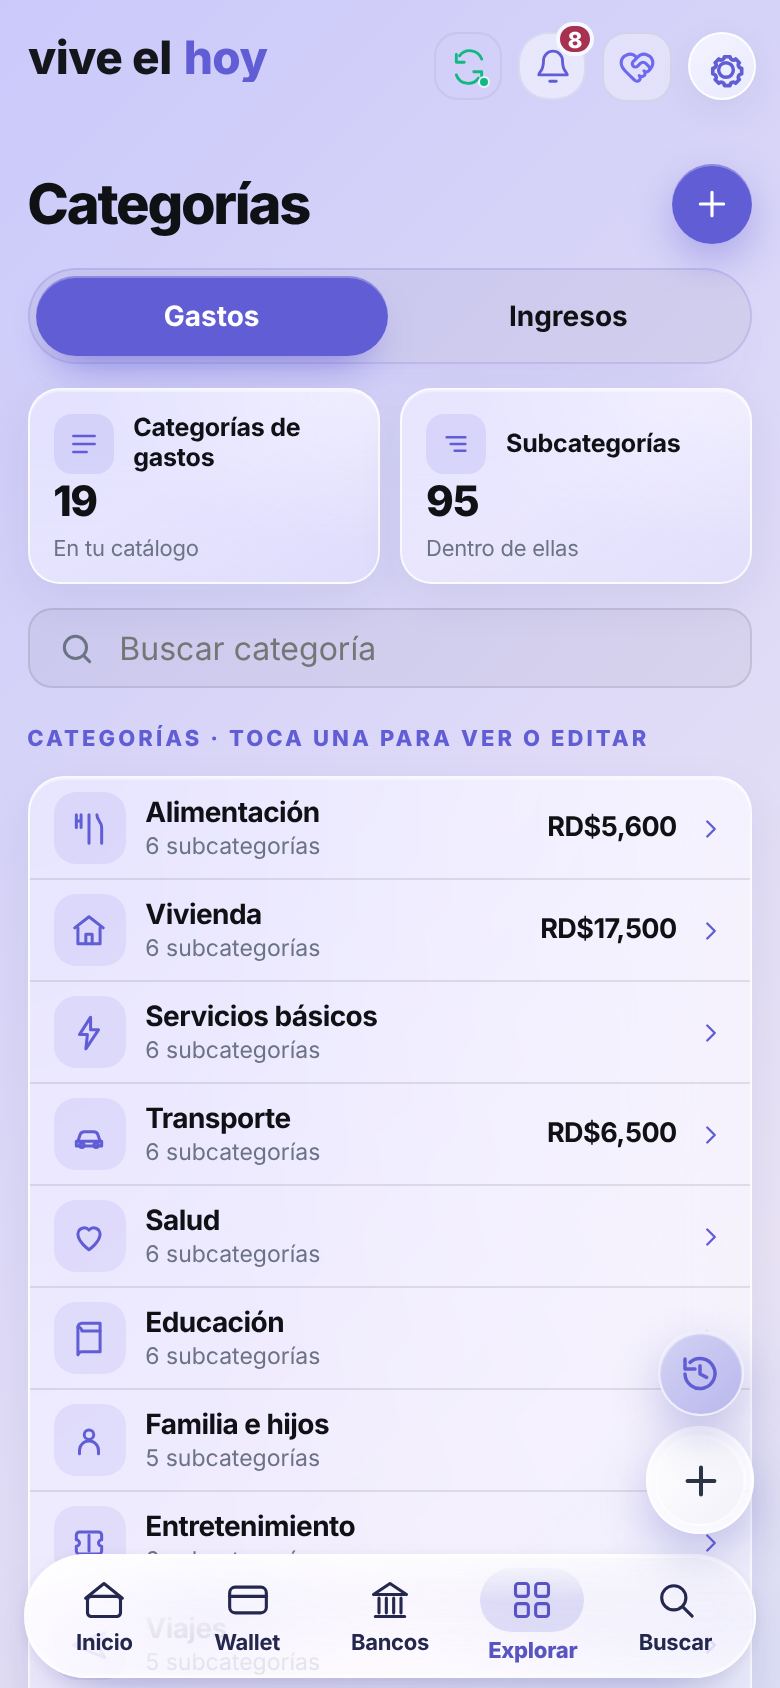 vive el hoy
8
Categorías
Gastos
Ingresos
Categorías de
gastos
19
En tu catálogo
Subcategorías
95
Dentro de ellas
Buscar categoría
CATEGORÍAS · TOCA UNA PARA VER O EDITAR
Alimentación
6 subcategorías
RD$5,600
Vivienda
6 subcategorías
RD$17,500
Servicios básicos
6 subcategorías
Transporte
6 subcategorías
RD$6,500
Salud
6 subcategorías
Educación
6 subcategorías
Familia e hijos
5 subcategorías
Entretenimiento
Viajes
5 subcategorías
Inicio
Wallet
Bancos
Explorar
Buscar